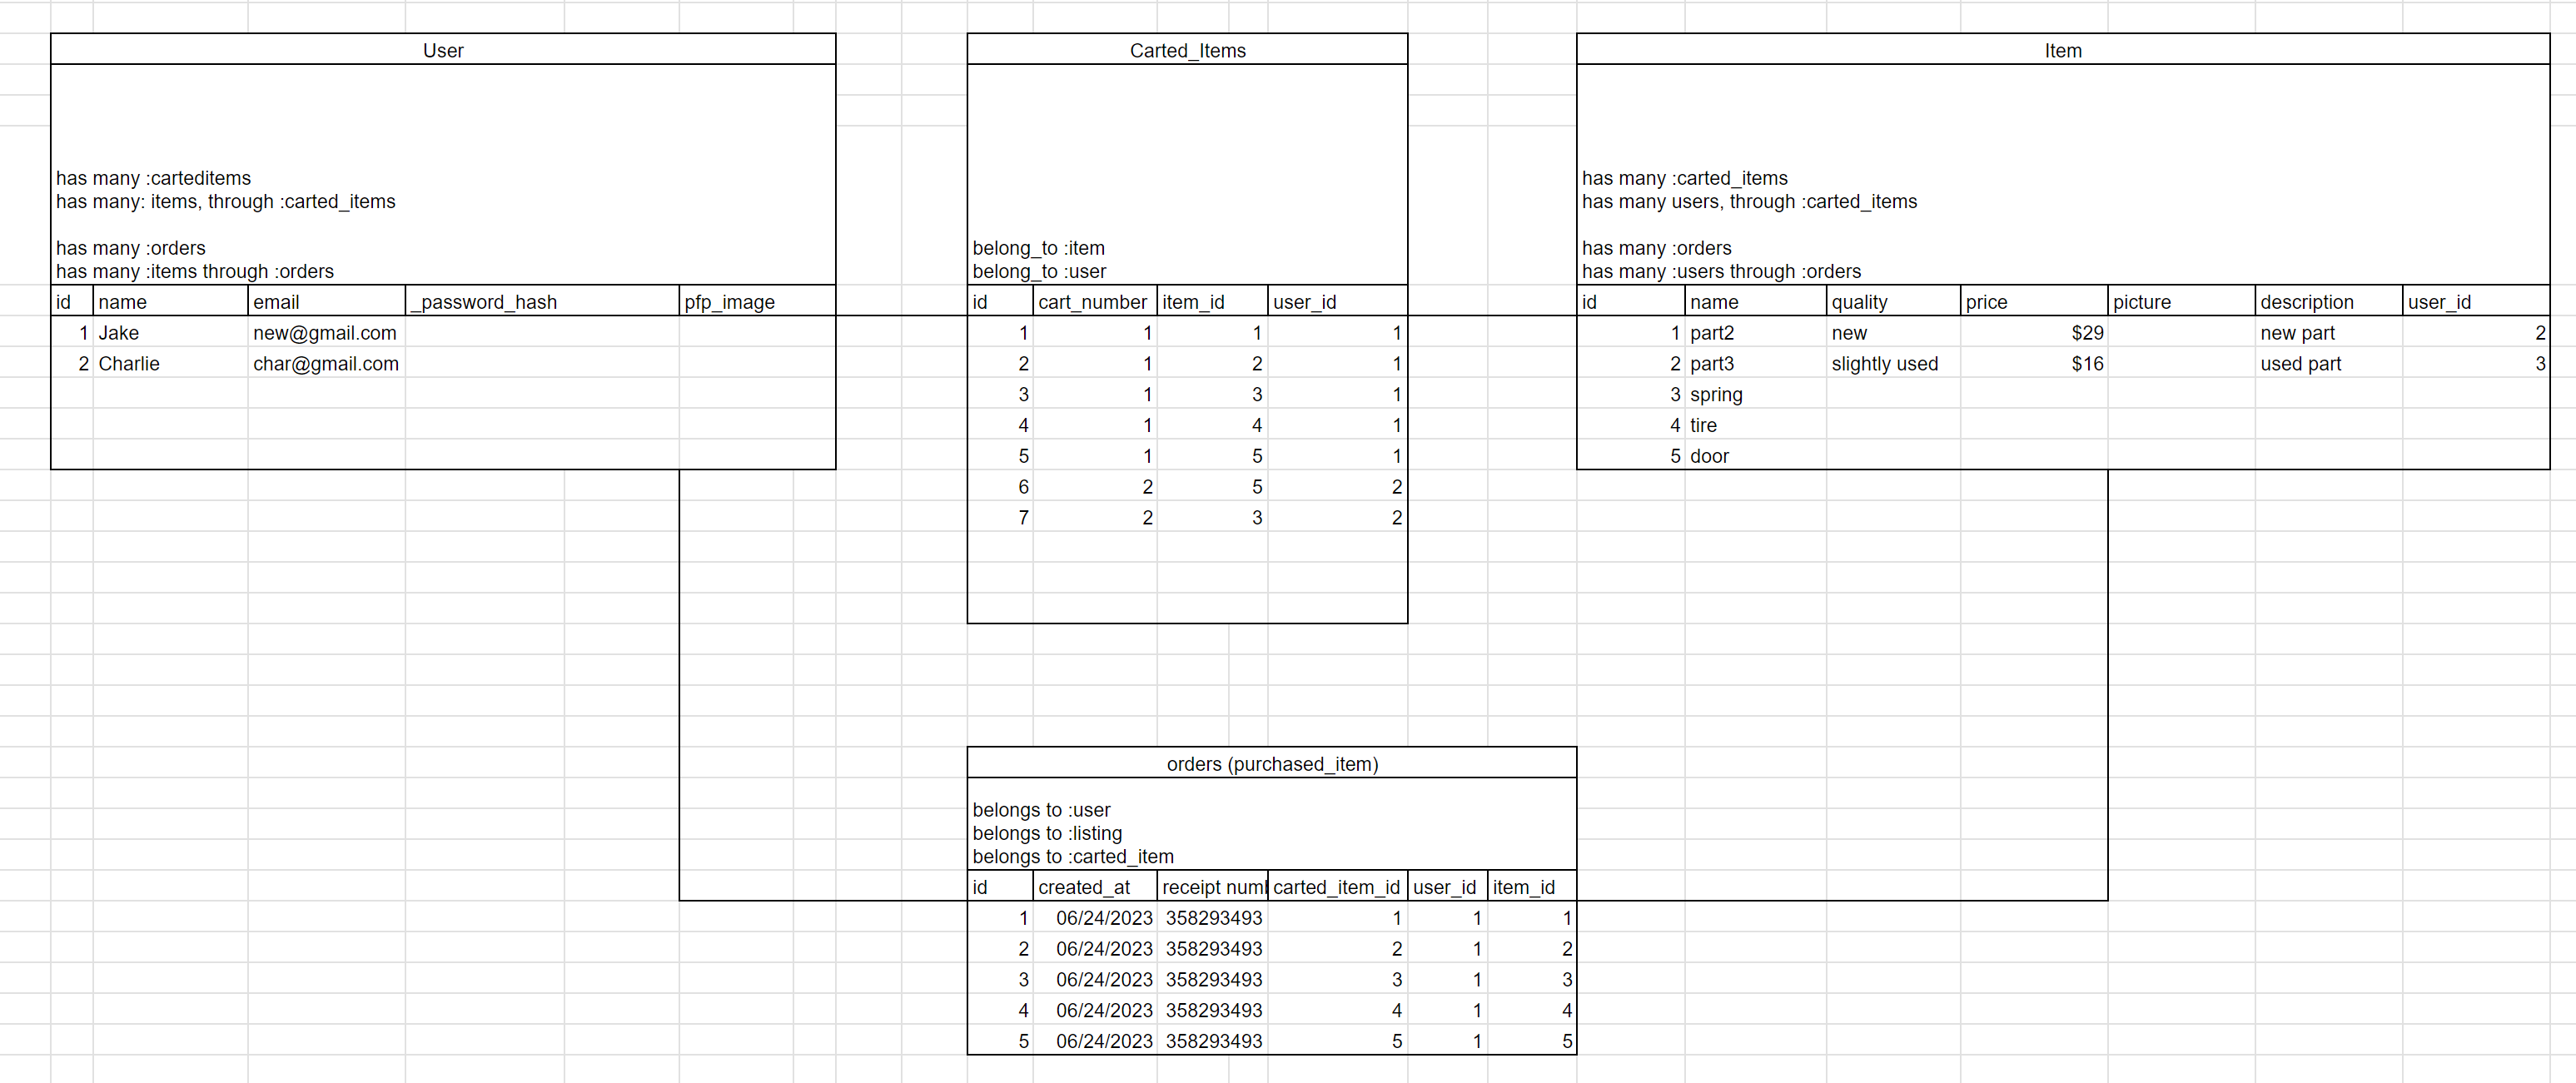 User
has many :carteditems
has many: items, through :carted_items
has many :orders
has many :items through :orders
id name email _password_hash pfp_image
1 Jake new@gmail.com
2 Charlie char@gmail.com
Carted_Items
belong_to :item
belong_to :user
id cart_number item_id user_id
1 1 1 1
2 1 2 1
3 1 3 1
4 1 4 1
5 1 5 1
6 2 5 2
7 2 3 2
Item
has many :carted_items
has many users, through :carted_items
has many :orders
has many :users through :orders
id name quality price picture description user_id
1 part2 new $29 new part 2
2 part3 slightly used $16 used part 3
3 spring
4 tire
5 door
orders (purchased_item)
belongs to :user
belongs to :listing
belongs to :carted_item
id created_at receipt num carted_item_id user_id item_id
1 06/24/2023 358293493 1 1 1
2 06/24/2023 358293493 2 1 2
3 06/24/2023 358293493 3 1 3
4 06/24/2023 358293493 4 1 4
5 06/24/2023 358293493 5 1 5